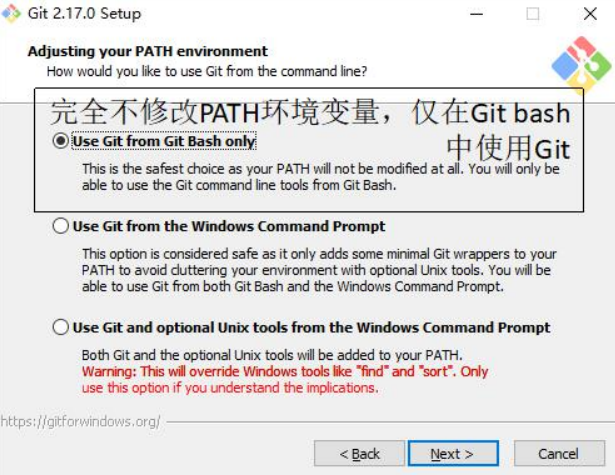 Git 2.17.0 Setup
Adjusting your PATH environment
How would you like to use Git from the command line?
完全不修改PATH环境变量，仅在Git bash
中使用Git
Use Git from Git Bash only
This is the safest choice as your PATH will not be modified at all. You will only be
able to use the Git command line tools from Git Bash.
Use Git from the Windows Command Prompt
This option is considered safe as it only adds some minimal Git wrappers to your
PATH to avoid cluttering your environment with optional Unix tools. You will be
able to use Git from both Git Bash and the Windows Command Prompt.
Use Git and optional Unix tools from the Windows Command Prompt
Both Git and the optional Unix tools will be added to your PATH.
Warning: This will override Windows tools like "find" and "sort". Only
use this option if you understand the implications.
https://gitforwindows.org/
< Back
Next >
Cancel